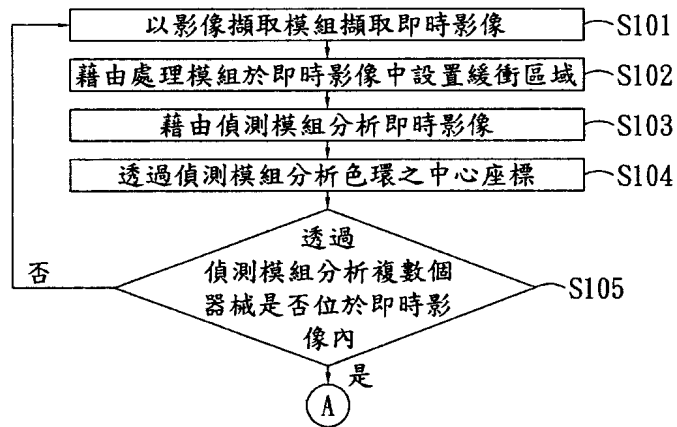 以影像擷取模組擷取即時影像 S101
藉由處理模組於即時影像中設置緩衝區域 S102
藉由偵測模組分析即時影像 S103
透過偵測模組分析色環之中心座標 S104
透過
偵測模組分析複數個
器械是否位於即時影
像內
S105
否
是
A